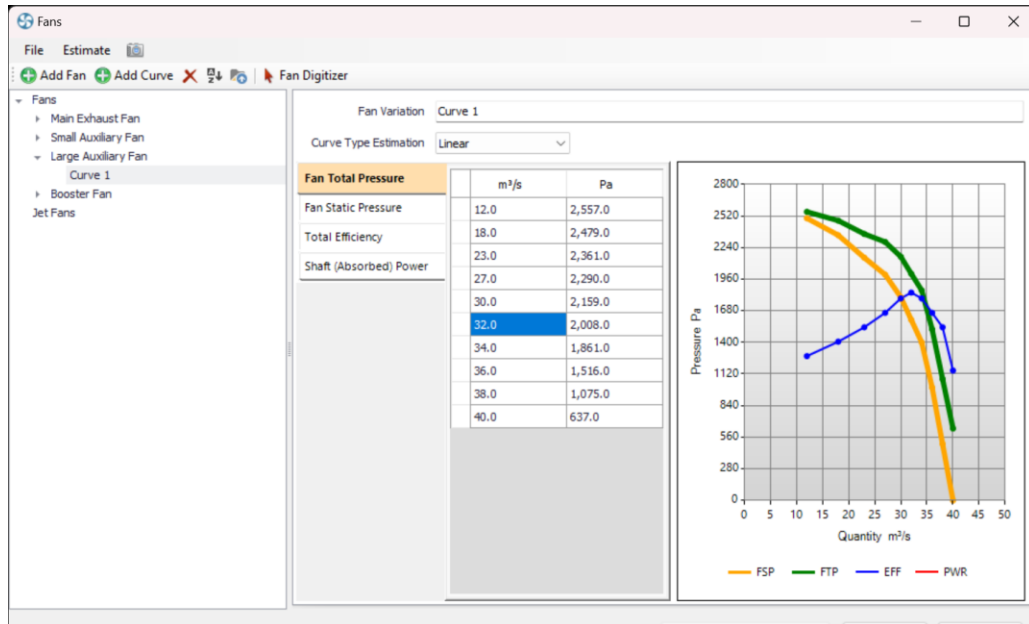 Fans
File Estimate
Add Fan Add Curve Fan Digitizer
Fans
Main Exhaust Fan
Small Auxiliary Fan
Large Auxiliary Fan
Curve 1
Booster Fan
Jet Fans
Fan Variation Curve 1
Curve Type Estimation Linear
Fan Total Pressure
Fan Static Pressure
Total Efficiency
Shaft (Absorbed) Power
m³/s Pa
12.0 2,557.0
18.0 2,479.0
23.0 2,361.0
27.0 2,290.0
30.0 2,159.0
32.0 2,008.0
34.0 1,861.0
36.0 1,516.0
38.0 1,075.0
40.0 637.0
Pressure Pa
2800
2520
2240
1960
1680
1400
1120
840
560
280
0
0 5 10 15 20 25 30 35 40 45 50
Quantity m³/s
FSP FTP EFF PWR